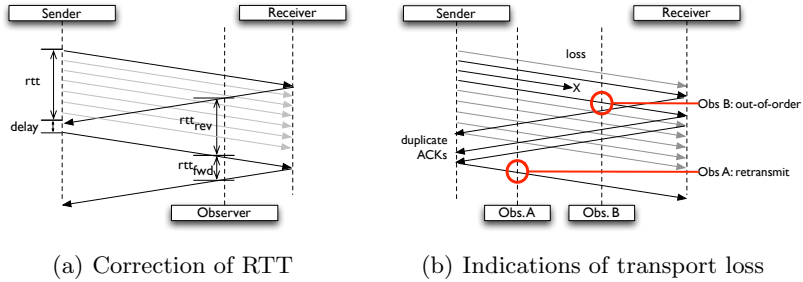 Sender
Receiver
rtt
delay
rtt
rev
rtt
fwd
Observer
(a) Correction of RTT
Sender
Receiver
loss
X
Obs B: out-of-order
duplicate
ACKs
Obs A: retransmit
Obs. A
Obs. B
(b) Indications of transport loss